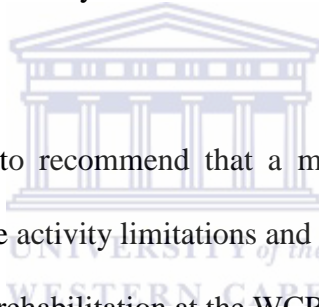 to recommend that a m
e activity limitations and
UNIVERSITY of the
rehabilitation at the WCR
WESTERN CAPE